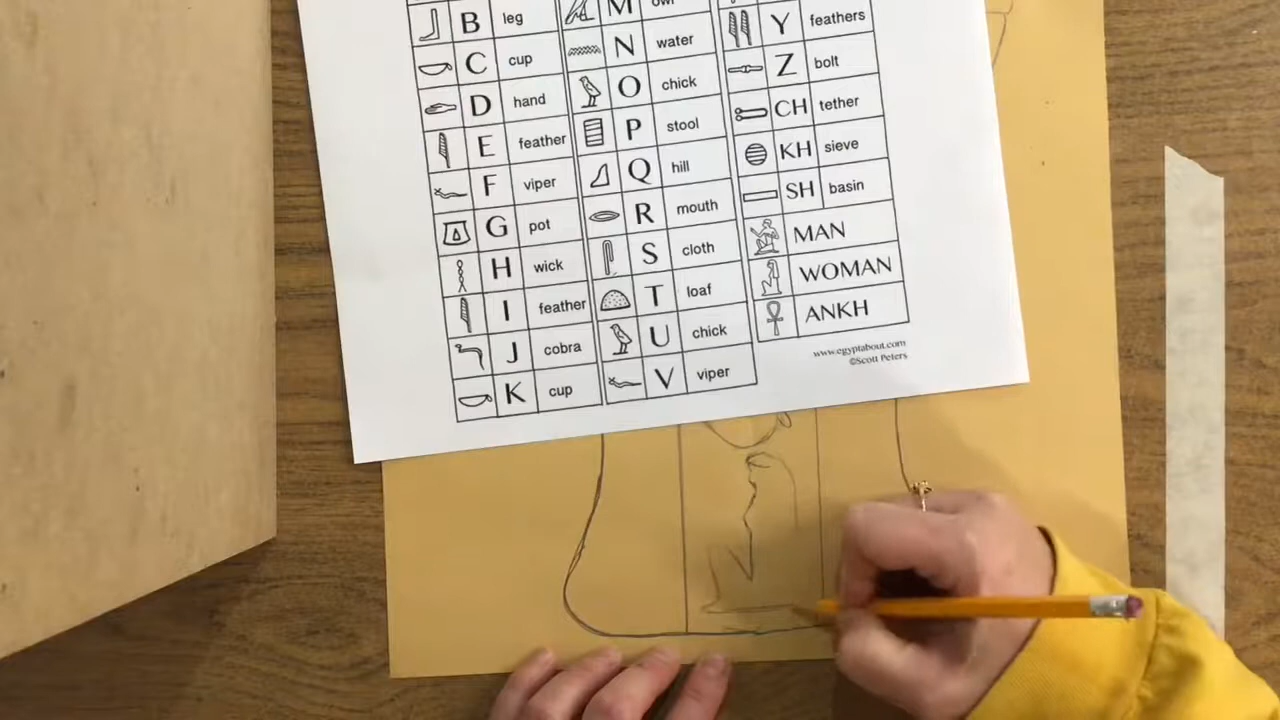 B leg
C cup
D hand
E feather
F viper
G pot
H wick
I feather
J cobra
K cup
M owl
N water
O chick
P stool
Q hill
R mouth
S cloth
T loaf
U chick
V viper
Y feathers
Z bolt
CH tether
KH sieve
SH basin
MAN
WOMAN
ANKH
www.egyptabout.com
©Scott Peters